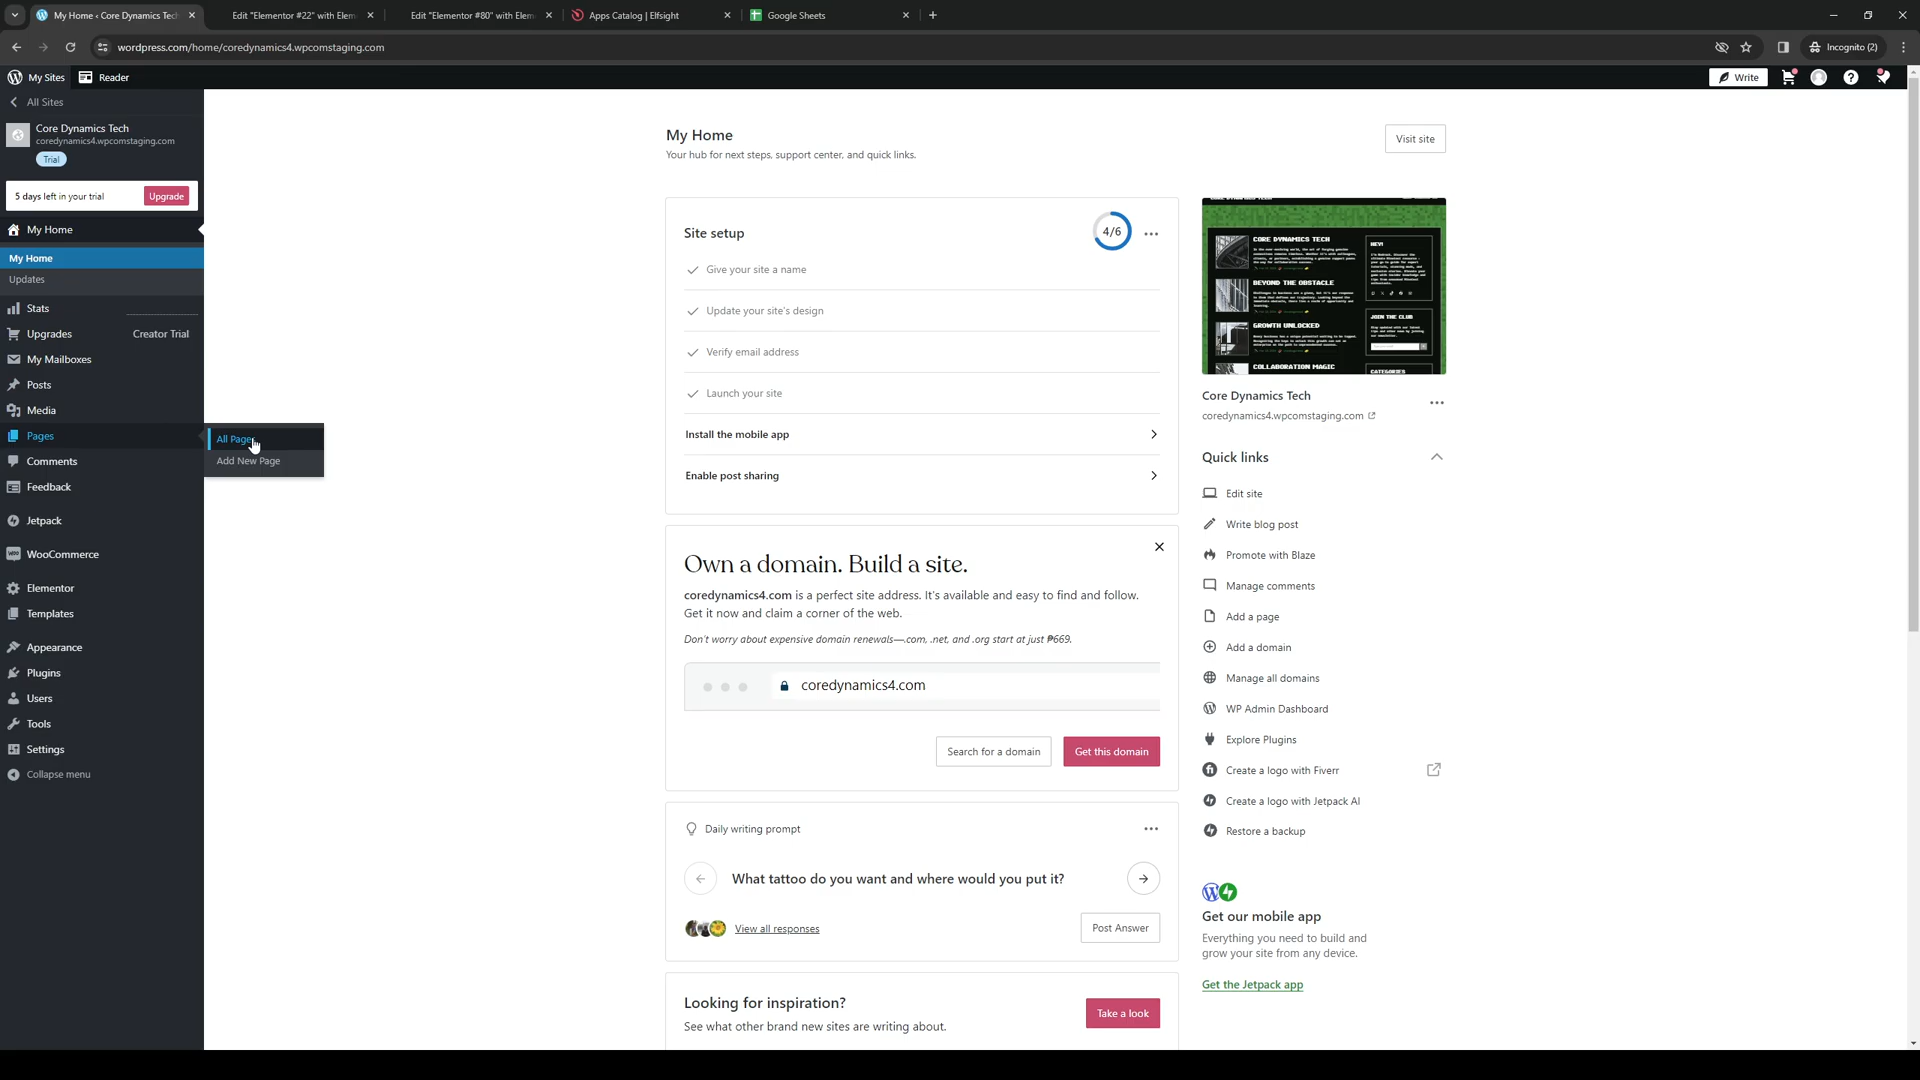 My Home ‹ Core Dynamics Tech
Edit "Elementor #22" with Elem
Edit "Elementor #80" with Elem
Apps Catalog | Elfsight
Google Sheets
wordpress.com/home/coredynamics4.wpcomstaging.com
Incognito (2)
My Sites
Reader
Write
All Sites
Core Dynamics Tech
coredynamics4.wpcomstaging.com
Trial
5 days left in your trial
Upgrade
My Home
My Home
Updates
Stats
Upgrades
Creator Trial
My Mailboxes
Posts
Media
Pages
All Pages
Add New Page
Comments
Feedback
Jetpack
WooCommerce
Elementor
Templates
Appearance
Plugins
Users
Tools
Settings
Collapse menu
My Home
Your hub for next steps, support center, and quick links.
Visit site
Site setup
4/6
Give your site a name
Update your site's design
Verify email address
Launch your site
Install the mobile app
Enable post sharing
Own a domain. Build a site.
coredynamics4.com is a perfect site address. It's available and easy to find and follow.
Get it now and claim a corner of the web.
Don't worry about expensive domain renewals—.com, .net, and .org start at just ₱669.
coredynamics4.com
Search for a domain
Get this domain
Daily writing prompt
What tattoo do you want and where would you put it?
View all responses
Post Answer
Looking for inspiration?
See what other brand new sites are writing about.
Take a look
CORE DYNAMICS TECH
BEYOND THE OBSTACLE
GROWTH UNLOCKED
COLLABORATION MAGIC
HEY!
JOIN THE CLUB
CATEGORIES
Core Dynamics Tech
coredynamics4.wpcomstaging.com
Quick links
Edit site
Write blog post
Promote with Blaze
Manage comments
Add a page
Add a domain
Manage all domains
WP Admin Dashboard
Explore Plugins
Create a logo with Fiverr
Create a logo with Jetpack AI
Restore a backup
Get our mobile app
Everything you need to build and
grow your site from any device.
Get the Jetpack app